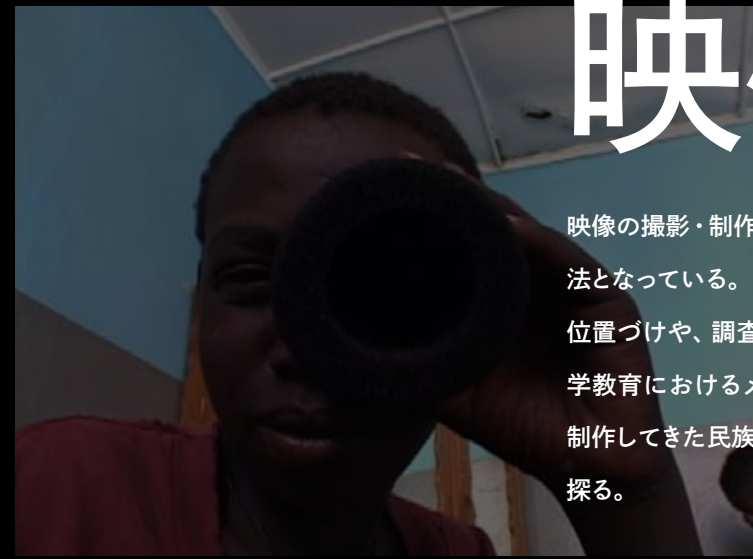 映
映像の撮影・制作
法となっている。
位置づけや、調査
学教育における
制作してきた民族
探る。